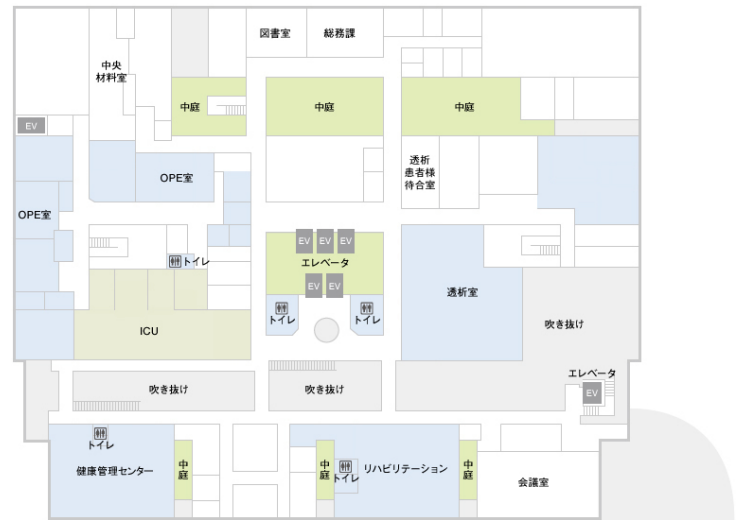 図書室
総務課
中央
材料室
中庭
中庭
中庭
EV
OPE室
透析
患者様
待合室
OPE室
EV
EV
EV
トイレ
エレベータ
EV
EV
透析室
トイレ
トイレ
ICU
吹き抜け
エレベータ
EV
吹き抜け
吹き抜け
トイレ
健康管理センター
中
庭
中
庭
トイレ
リハビリテーション
中
庭
会議室